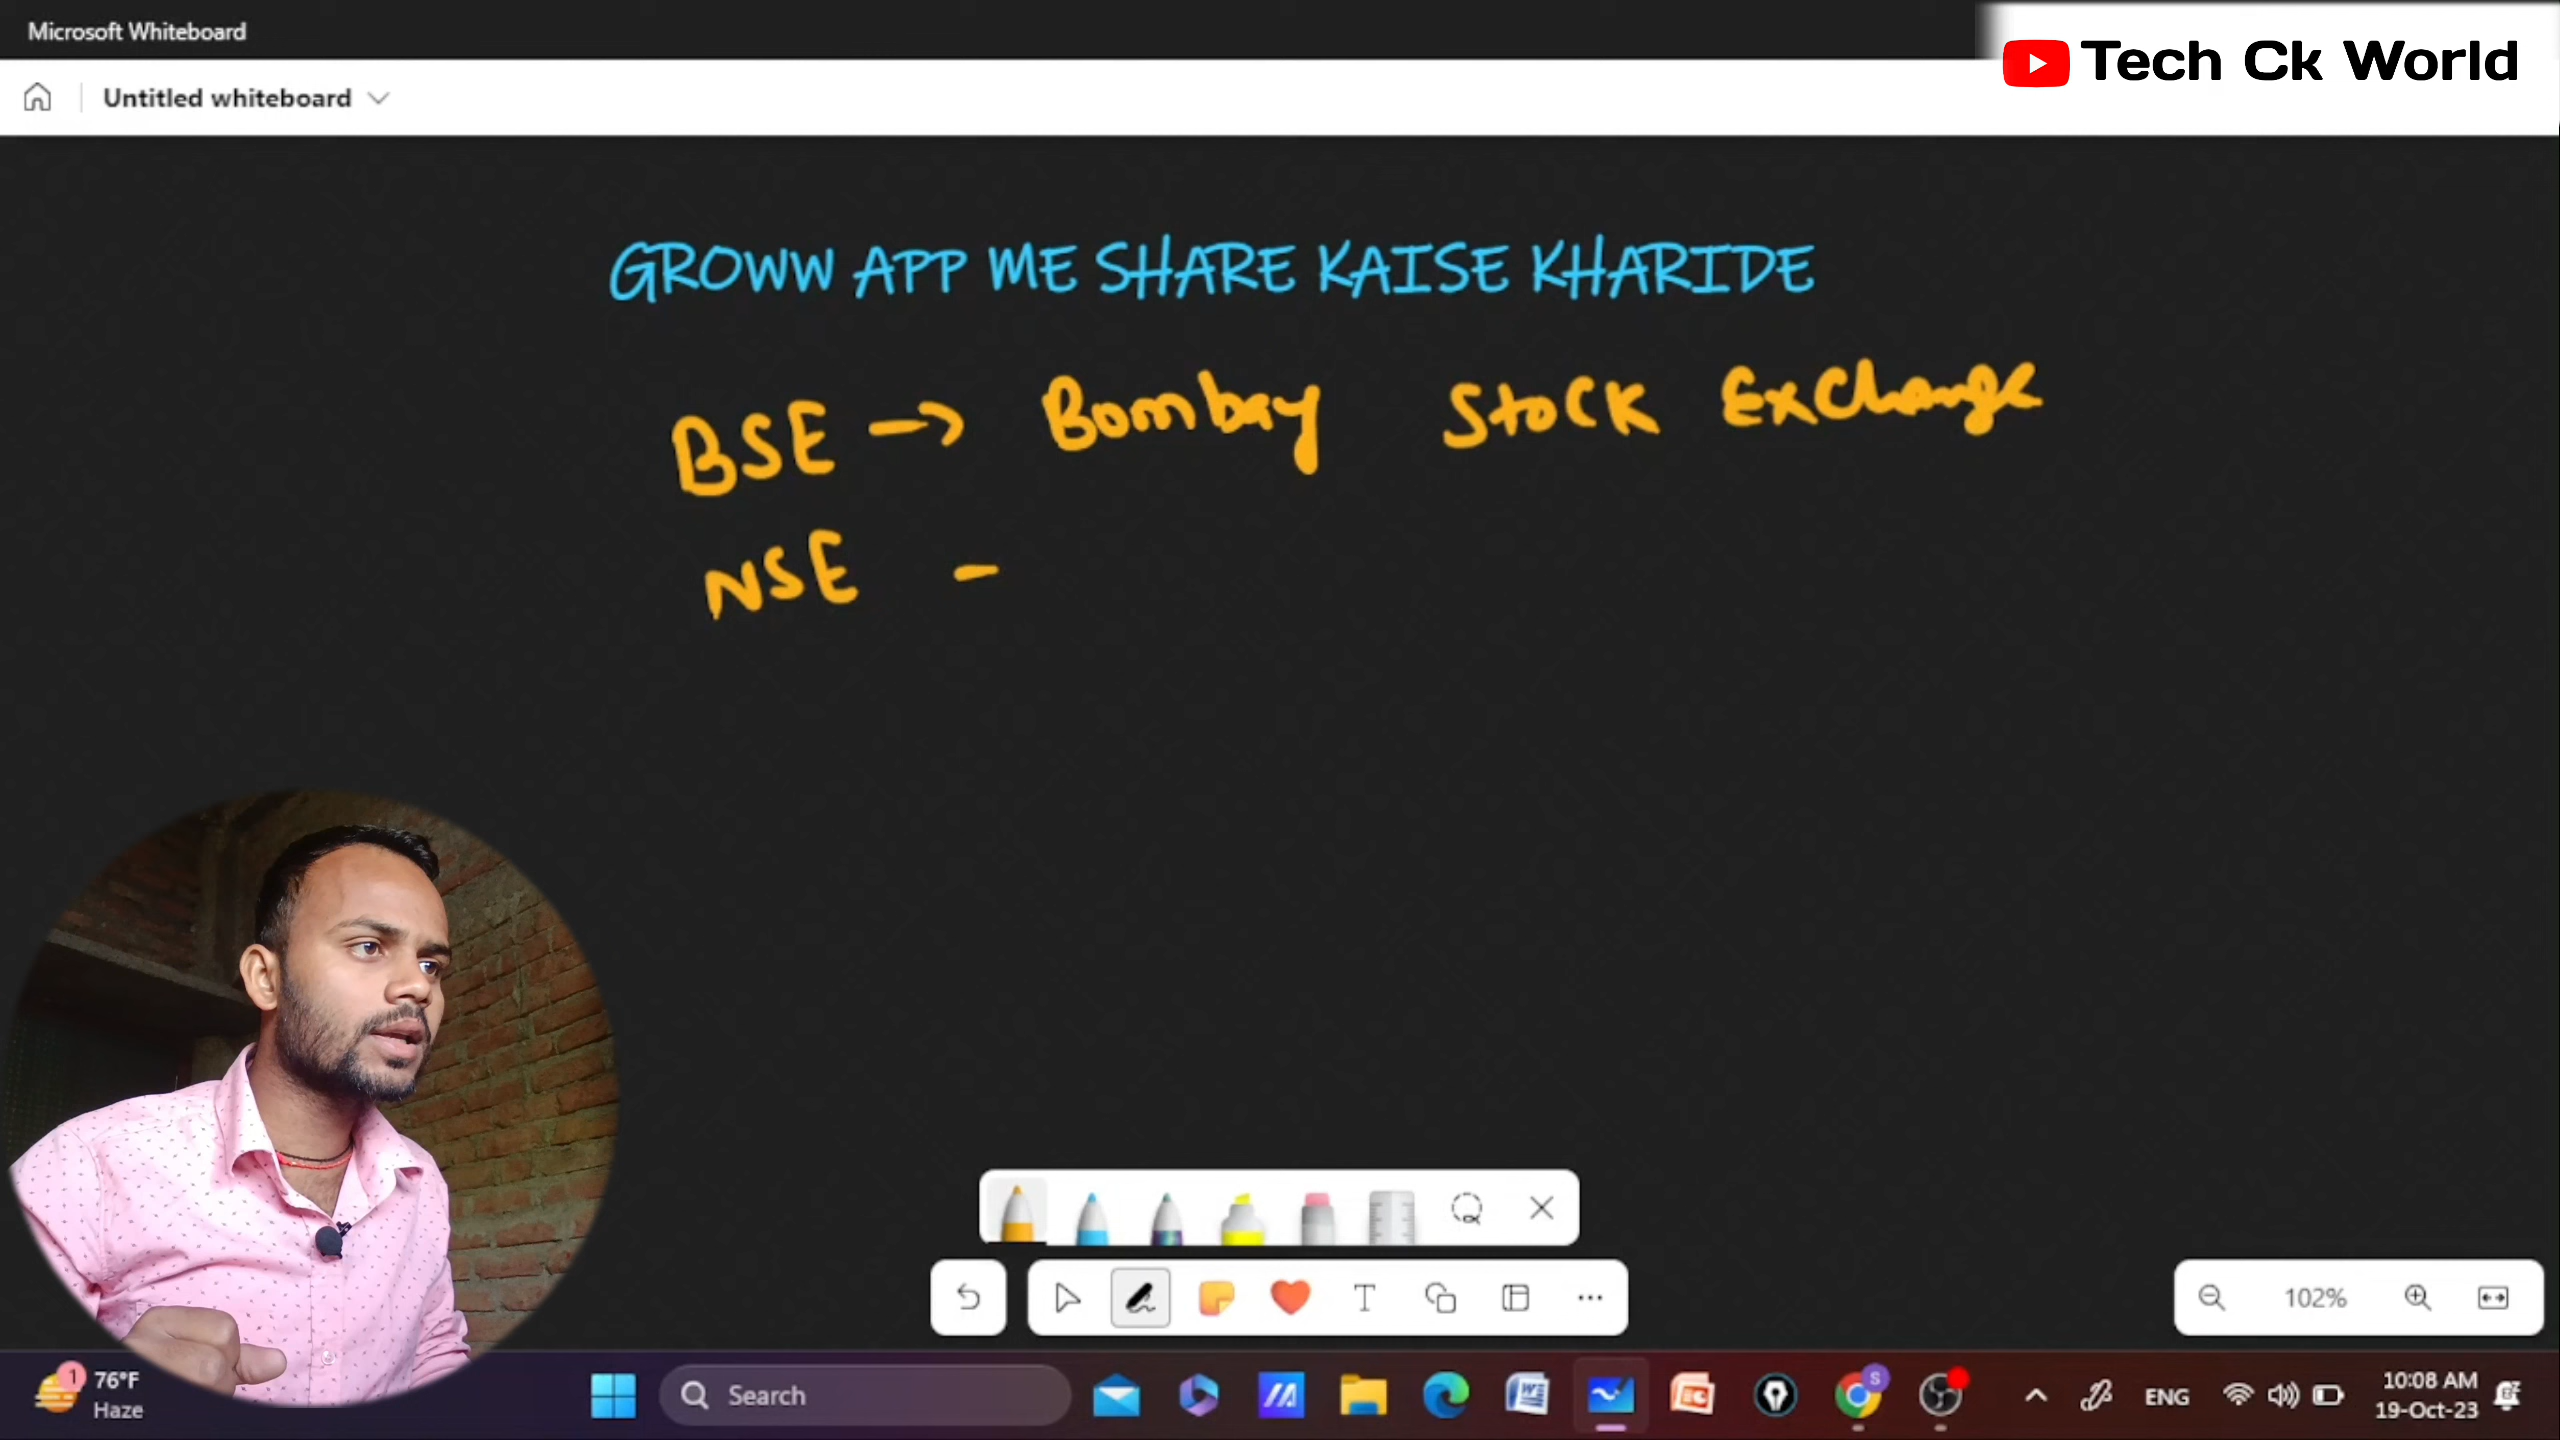 Microsoft Whiteboard
Tech Ck World
Untitled whiteboard
GROWW APP ME SHARE KAISE KHARIDE
BSE → Bombay Stock Exchange
NSE -
T
102%
1
76°F
Haze
Search
S
ENG
10:08 AM
19-Oct-23